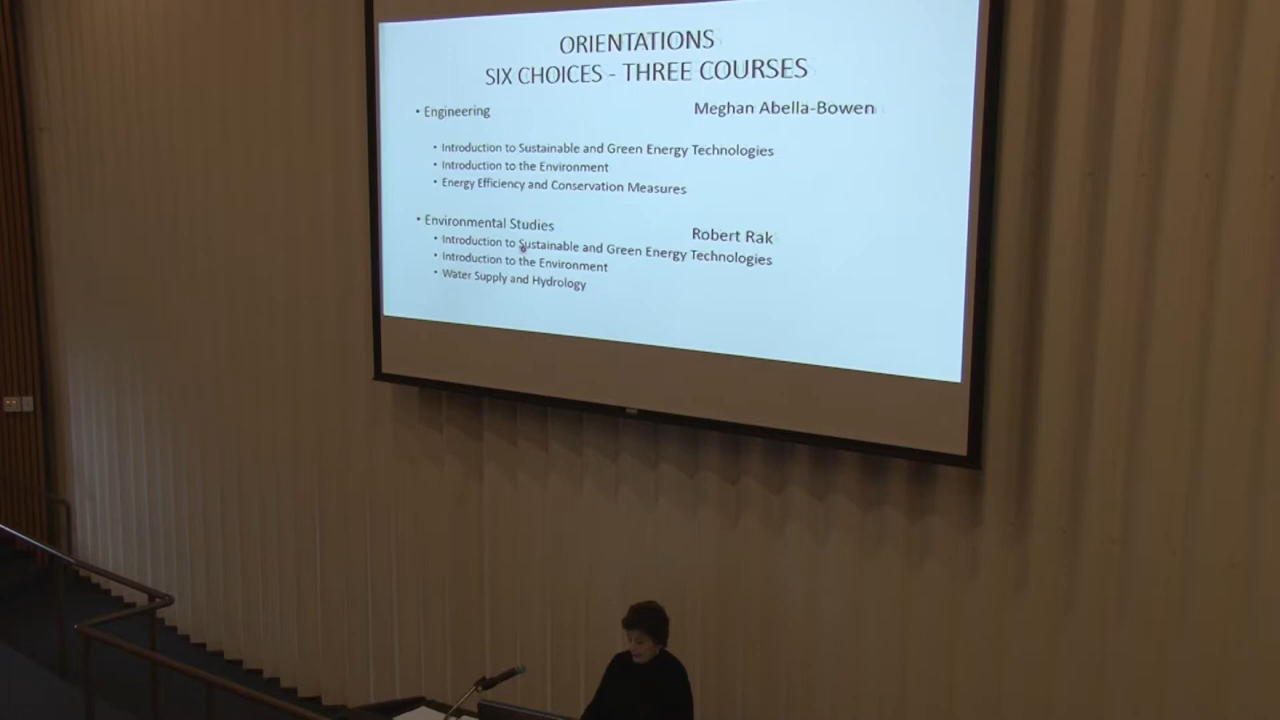 ORIENTATIONS
SIX CHOICES - THREE COURSES
• Engineering Meghan Abella-Bowen
• Introduction to Sustainable and Green Energy Technologies
• Introduction to the Environment
• Energy Efficiency and Conservation Measures
• Environmental Studies Robert Rak
• Introduction to Sustainable and Green Energy Technologies
• Introduction to the Environment
• Water Supply and Hydrology